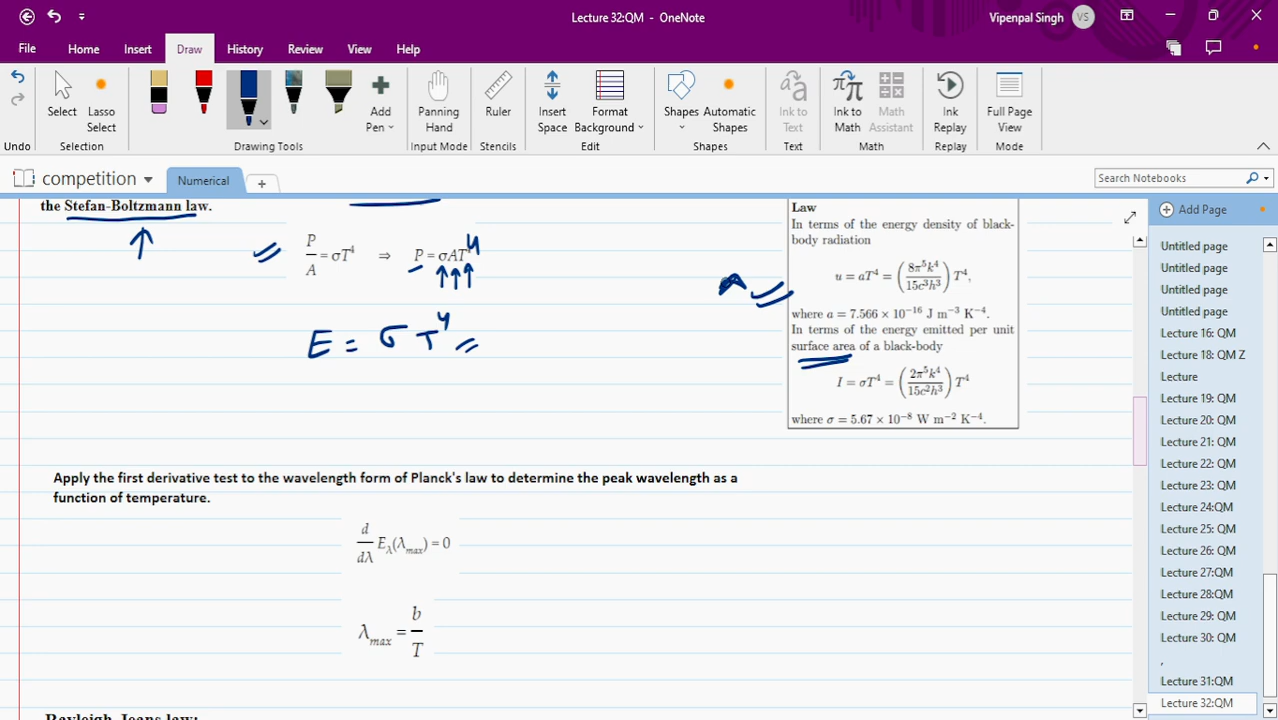 Lecture 32:QM - OneNote
Vipenpal Singh VS
File Home Insert Draw History Review View Help
Select
Lasso Select
Add Pen
Panning Hand
Ruler
Insert Space
Format Background
Shapes
Automatic Shapes
Ink to Text
Ink to Math
Math Assistant
Ink Replay
Full Page View
Undo Selection Drawing Tools Input Mode Stencils Edit Shapes Text Math Replay Mode
competition Numerical Search Notebooks
the Stefan-Boltzmann law.
P/A = σT⁴ ⇒ P = σAT⁴
E = σ T⁴
Law
In terms of the energy density of black-
body radiation
u = aT⁴ = (8π⁵k⁴/15c³h³) T⁴,
where a = 7.566 × 10⁻¹⁶ J m⁻³ K⁻⁴.
In terms of the energy emitted per unit
surface area of a black-body
I = σT⁴ = (2π⁵k⁴/15c²h³) T⁴
where σ = 5.67 × 10⁻⁸ W m⁻² K⁻⁴.
Apply the first derivative test to the wavelength form of Planck's law to determine the peak wavelength as a
function of temperature.
d/dλ E_λ(λ_max) = 0
λ_max = b/T
Rayleigh-Jeans law:
Add Page
Untitled page
Untitled page
Untitled page
Untitled page
Lecture 16: QM
Lecture 18: QM Z
Lecture
Lecture 19: QM
Lecture 20: QM
Lecture 21: QM
Lecture 22: QM
Lecture 23: QM
Lecture 24:QM
Lecture 25: QM
Lecture 26: QM
Lecture 27:QM
Lecture 28:QM
Lecture 29: QM
Lecture 30: QM
,
Lecture 31:QM
Lecture 32:QM